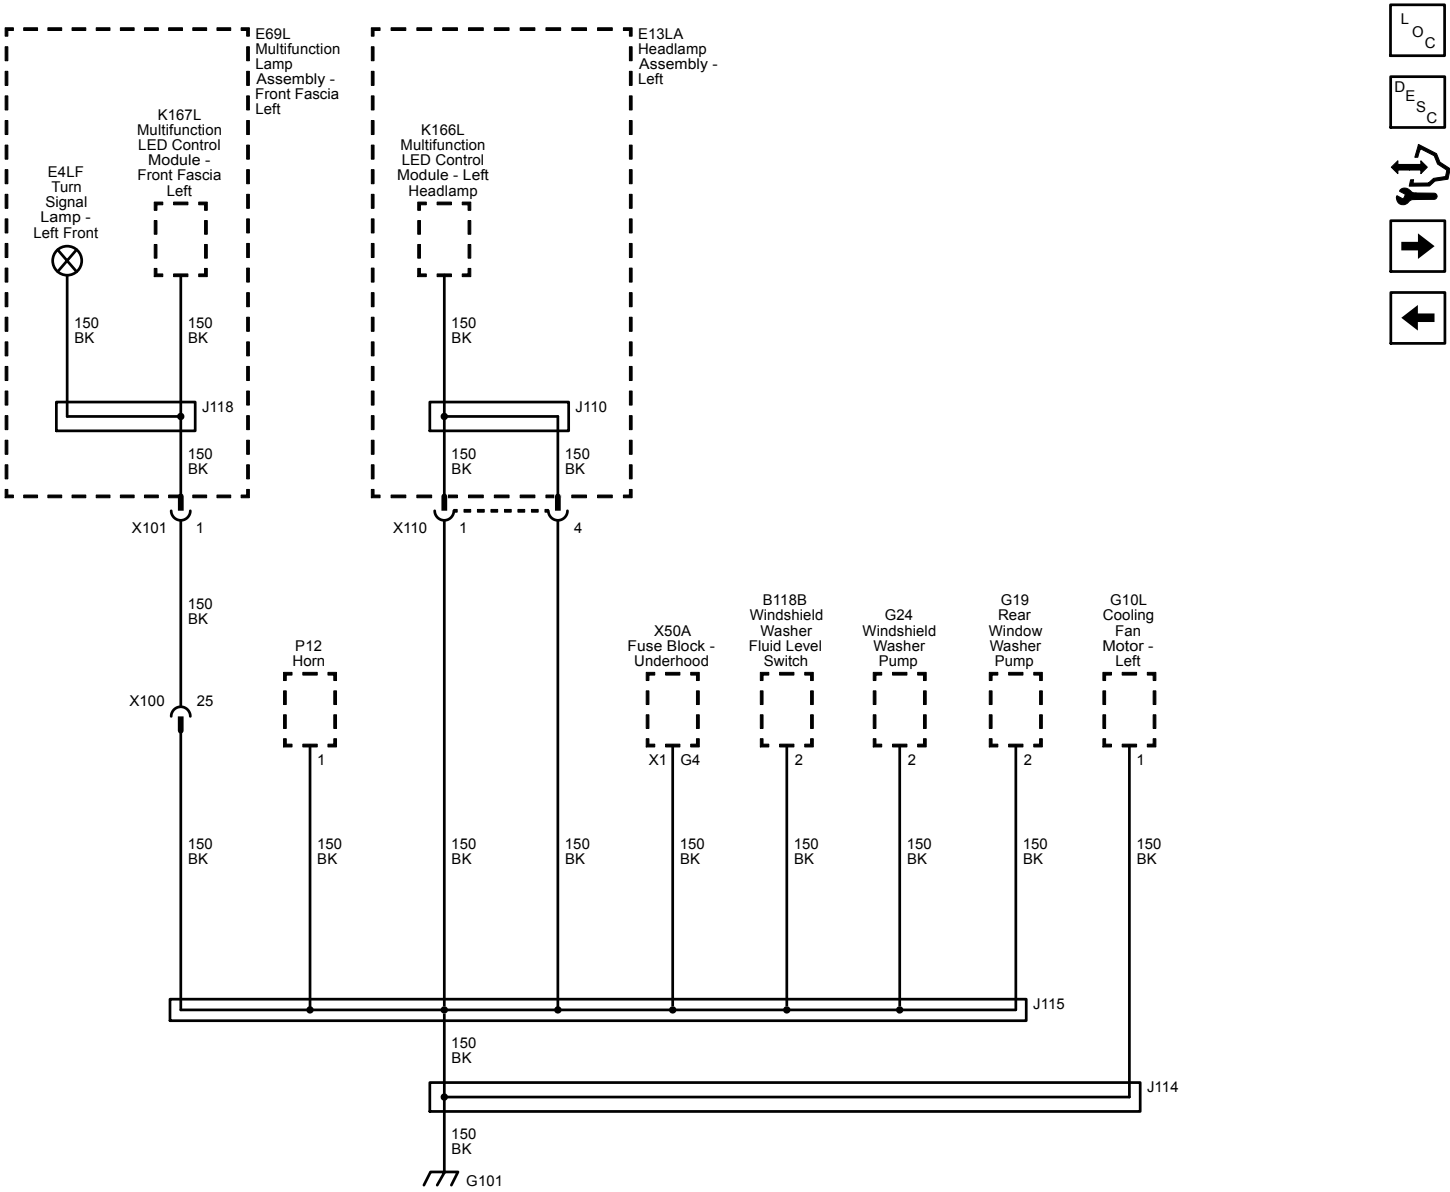 E69L
Multifunction
Lamp
Assembly -
Front Fascia
Left
E13LA
Headlamp
Assembly -
Left
L
O
C
D
E
S
C
K167L
Multifunction
LED Control
Module -
Front Fascia
Left
K166L
Multifunction
LED Control
Module - Left
Headlamp
E4LF
Turn
Signal
Lamp -
Left Front
150
BK
150
BK
150
BK
J118
J110
150
BK
150
BK
150
BK
X101
1
X110
1
4
150
BK
P12
Horn
X50A
Fuse Block -
Underhood
B118B
Windshield
Washer
Fluid Level
Switch
G24
Windshield
Washer
Pump
G19
Rear
Window
Washer
Pump
G10L
Cooling
Fan
Motor -
Left
X100
25
1
X1
G4
2
2
2
1
150
BK
150
BK
150
BK
150
BK
150
BK
150
BK
150
BK
150
BK
150
BK
J115
150
BK
J114
150
BK
G101